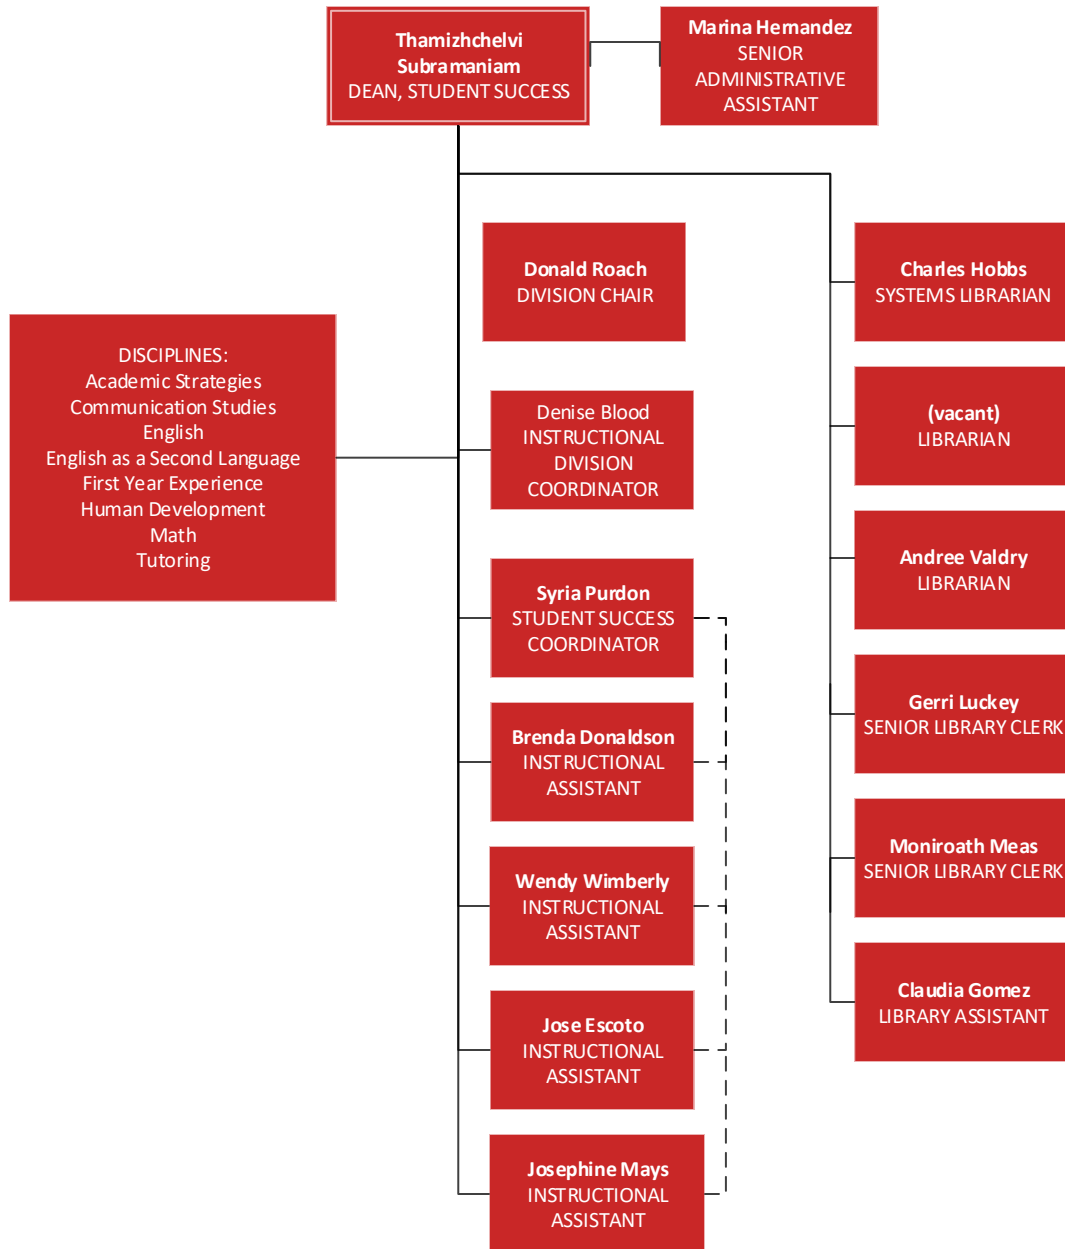 Thamizhchelvi
Subramaniam
DEAN, STUDENT SUCCESS
Marina Hernandez
SENIOR
ADMINISTRATIVE
ASSISTANT
DISCIPLINES:
Academic Strategies
Communication Studies
English
English as a Second Language
First Year Experience
Human Development
Math
Tutoring
Donald Roach
DIVISION CHAIR
Denise Blood
INSTRUCTIONAL
DIVISION
COORDINATOR
Syria Purdon
STUDENT SUCCESS
COORDINATOR
Brenda Donaldson
INSTRUCTIONAL
ASSISTANT
Wendy Wimberly
INSTRUCTIONAL
ASSISTANT
Jose Escoto
INSTRUCTIONAL
ASSISTANT
Josephine Mays
INSTRUCTIONAL
ASSISTANT
Charles Hobbs
SYSTEMS LIBRARIAN
(vacant)
LIBRARIAN
Andree Valdry
LIBRARIAN
Gerri Luckey
SENIOR LIBRARY CLERK
Moniroath Meas
SENIOR LIBRARY CLERK
Claudia Gomez
LIBRARY ASSISTANT